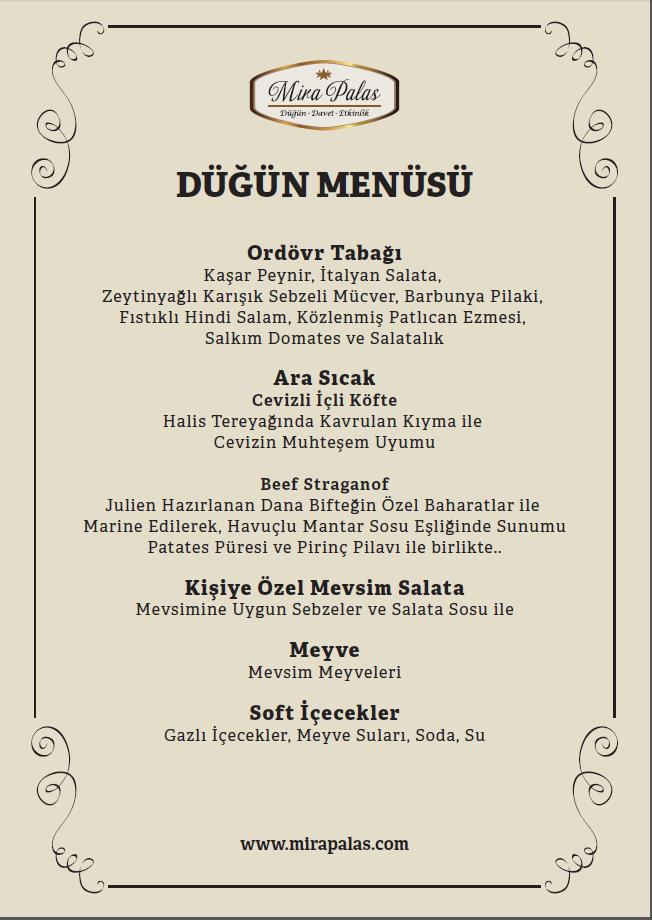 Mira Palas
Düğün - Davet - Etkinlik
DÜĞÜN MENÜSÜ
Ordövr Tabağı
Kaşar Peynir, İtalyan Salata,
Zeytinyağlı Karışık Sebzeli Mücver, Barbunya Pilaki,
Fıstıklı Hindi Salam, Közlenmiş Patlıcan Ezmesi,
Salkım Domates ve Salatalık
Ara Sıcak
Cevizli İçli Köfte
Halis Tereyağında Kavrulan Kıyma ile
Cevizin Muhteşem Uyumu
Beef Straganof
Julien Hazırlanan Dana Bifteğin Özel Baharatlar ile
Marine Edilerek, Havuçlu Mantar Sosu Eşliğinde Sunumu
Patates Püresi ve Pirinç Pilavı ile birlikte..
Kişiye Özel Mevsim Salata
Mevsimine Uygun Sebzeler ve Salata Sosu ile
Meyve
Mevsim Meyveleri
Soft İçecekler
Gazlı İçecekler, Meyve Suları, Soda, Su
www.mirapalas.com